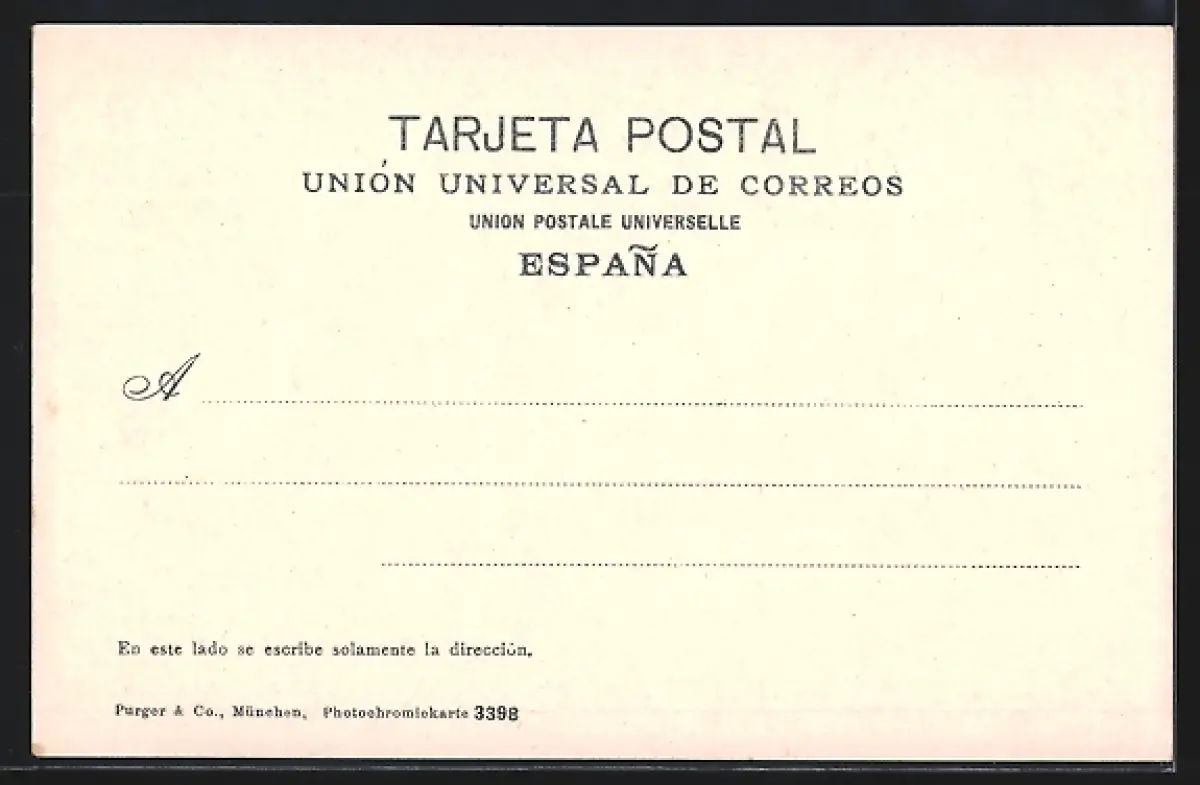 TARJETA POSTAL
UNIÓN UNIVERSAL DE CORREOS
UNION POSTALE UNIVERSELLE
ESPAÑA
A
En este lado se escribe solamente la dirección.
Purger & Co., München, Photochromiekarte 3398